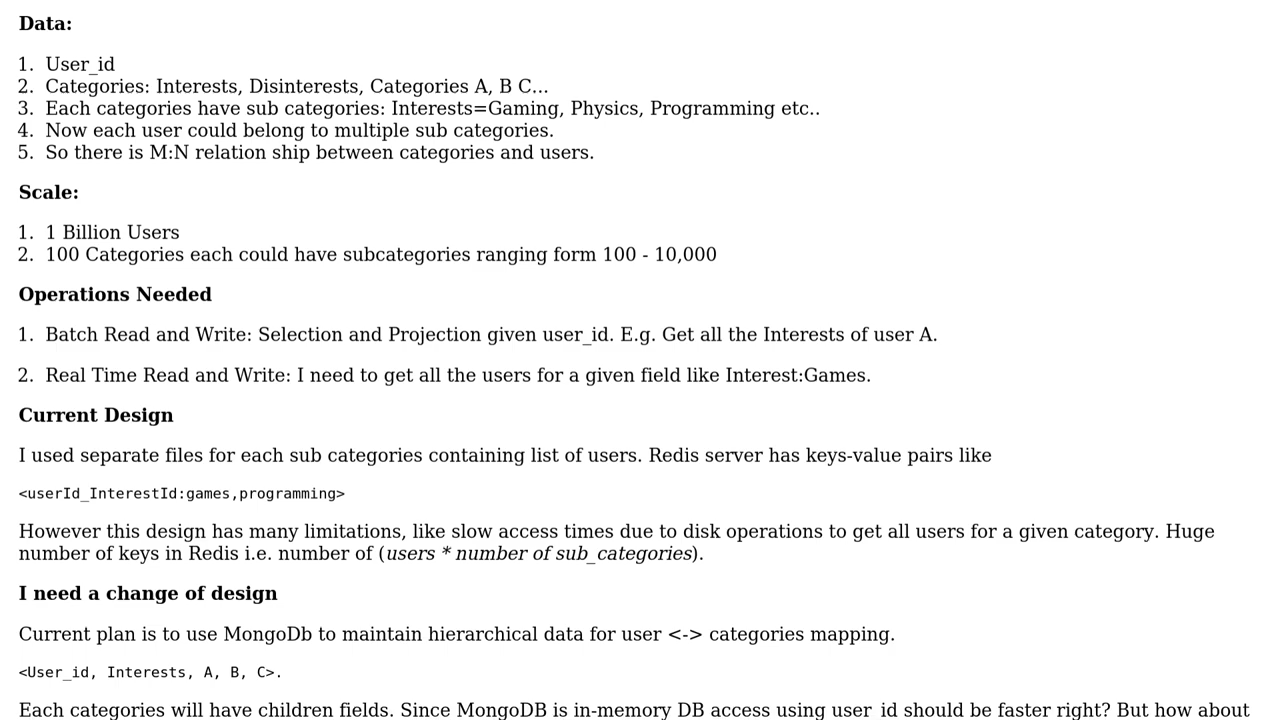 Data:
1. User_id
2. Categories: Interests, Disinterests, Categories A, B C...
3. Each categories have sub categories: Interests=Gaming, Physics, Programming etc..
4. Now each user could belong to multiple sub categories.
5. So there is M:N relation ship between categories and users.
Scale:
1. 1 Billion Users
2. 100 Categories each could have subcategories ranging form 100 - 10,000
Operations Needed
1. Batch Read and Write: Selection and Projection given user_id. E.g. Get all the Interests of user A.
2. Real Time Read and Write: I need to get all the users for a given field like Interest:Games.
Current Design
I used separate files for each sub categories containing list of users. Redis server has keys-value pairs like
<userId_InterestId:games,programming>
However this design has many limitations, like slow access times due to disk operations to get all users for a given category. Huge
number of keys in Redis i.e. number of (users * number of sub_categories).
I need a change of design
Current plan is to use MongoDb to maintain hierarchical data for user <-> categories mapping.
<User_id, Interests, A, B, C>.
Each categories will have children fields. Since MongoDB is in-memory DB access using user_id should be faster right? But how about